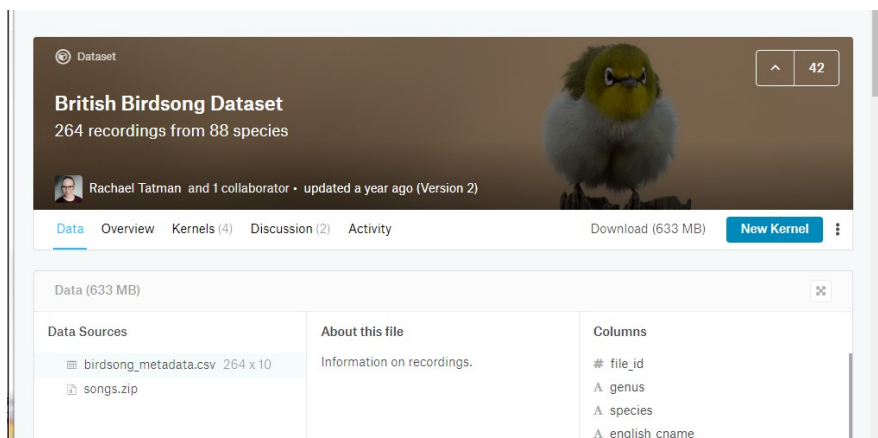 Dataset
42
British Birdsong Dataset
264 recordings from 88 species
Rachael Tatman and 1 collaborator • updated a year ago (Version 2)
Data Overview Kernels (4) Discussion (2) Activity Download (633 MB) New Kernel
Data (633 MB)
Data Sources
birdsong_metadata.csv 264 x 10
songs.zip
About this file
Information on recordings.
Columns
# file_id
A genus
A species
A english_cname